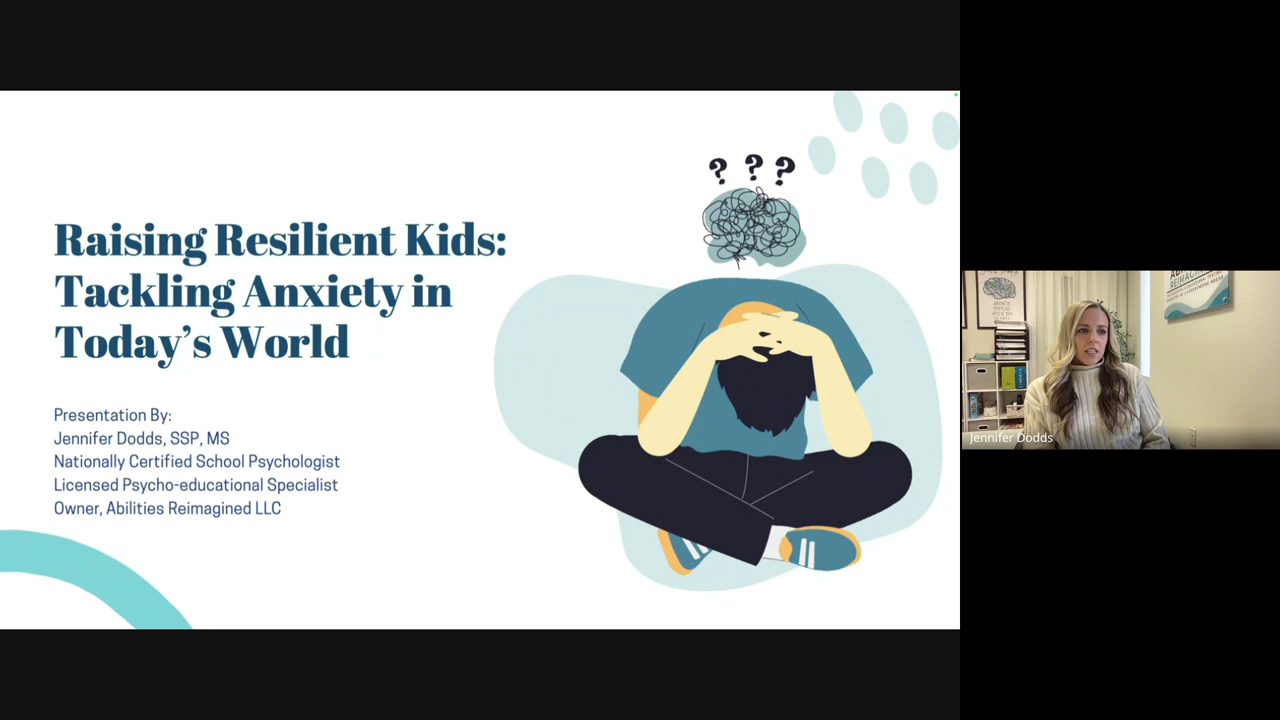 Raising Resilient Kids:
Tackling Anxiety in
Today's World
Presentation By:
Jennifer Dodds, SSP, MS
Nationally Certified School Psychologist
Licensed Psycho-educational Specialist
Owner, Abilities Reimagined LLC
? ? ?
Jennifer Dodds